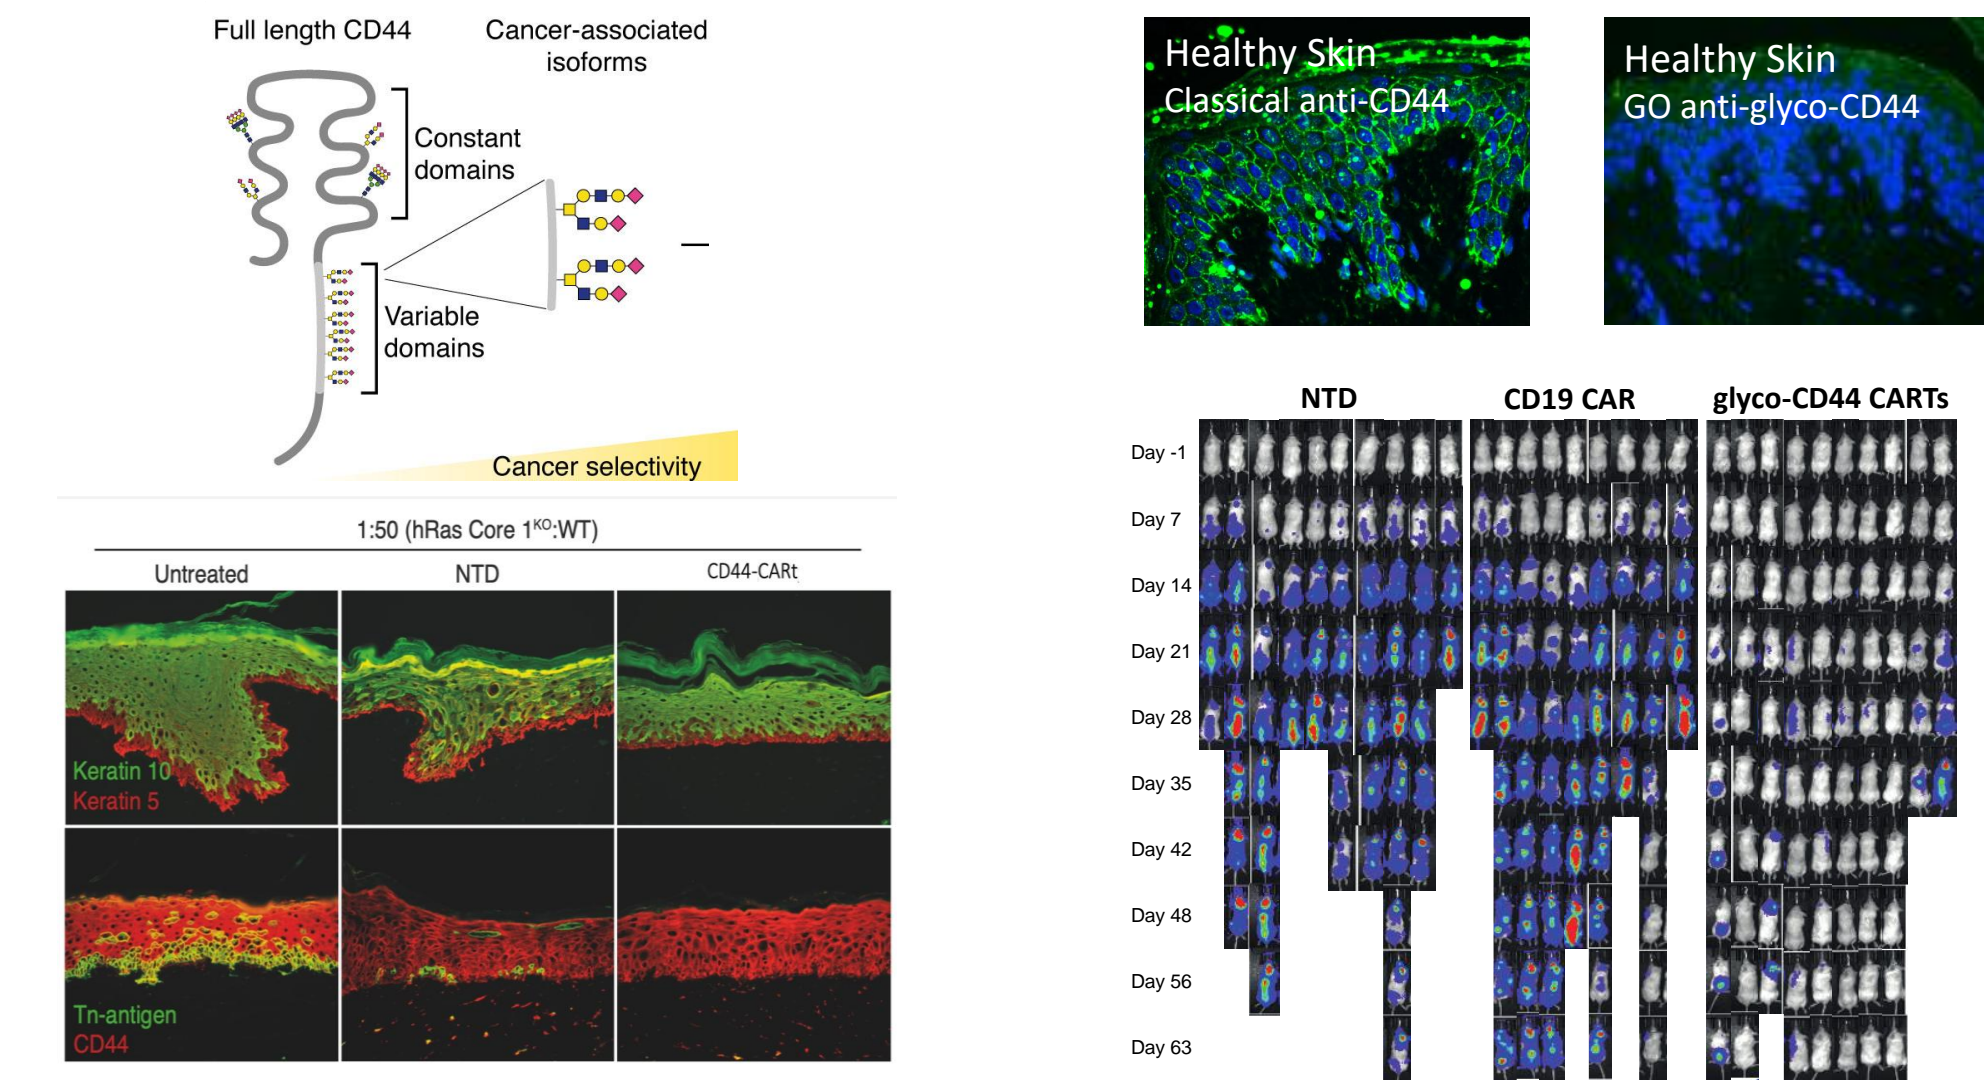 Full length CD44
Cancer-associated
isoforms
Constant
domains
Variable
domains
Cancer selectivity
1:50 (hRas Core 1ᴷᴼ:WT)
Untreated
NTD
CD44-CARt
Keratin 10
Keratin 5
Tn-antigen
CD44
Healthy Skin
Classical anti-CD44
Healthy Skin
GO anti-glyco-CD44
NTD
CD19 CAR
glyco-CD44 CARTs
Day -1
Day 7
Day 14
Day 21
Day 28
Day 35
Day 42
Day 48
Day 56
Day 63